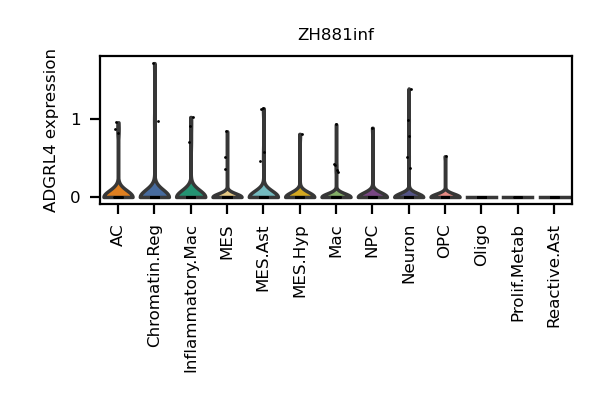 ZH881inf
ADGRL4 expression
1
0
AC
Chromatin.Reg
Inflammatory.Mac
MES
MES.Ast
MES.Hyp
Mac
NPC
Neuron
OPC
Oligo
Prolif.Metab
Reactive.Ast